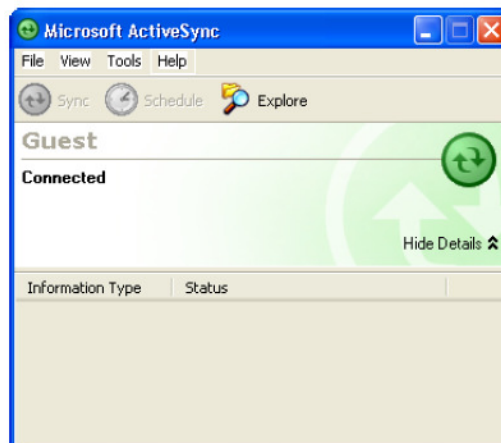 Microsoft ActiveSync
File View Tools Help
Sync Schedule Explore
Guest
Connected
Hide Details
Information Type Status